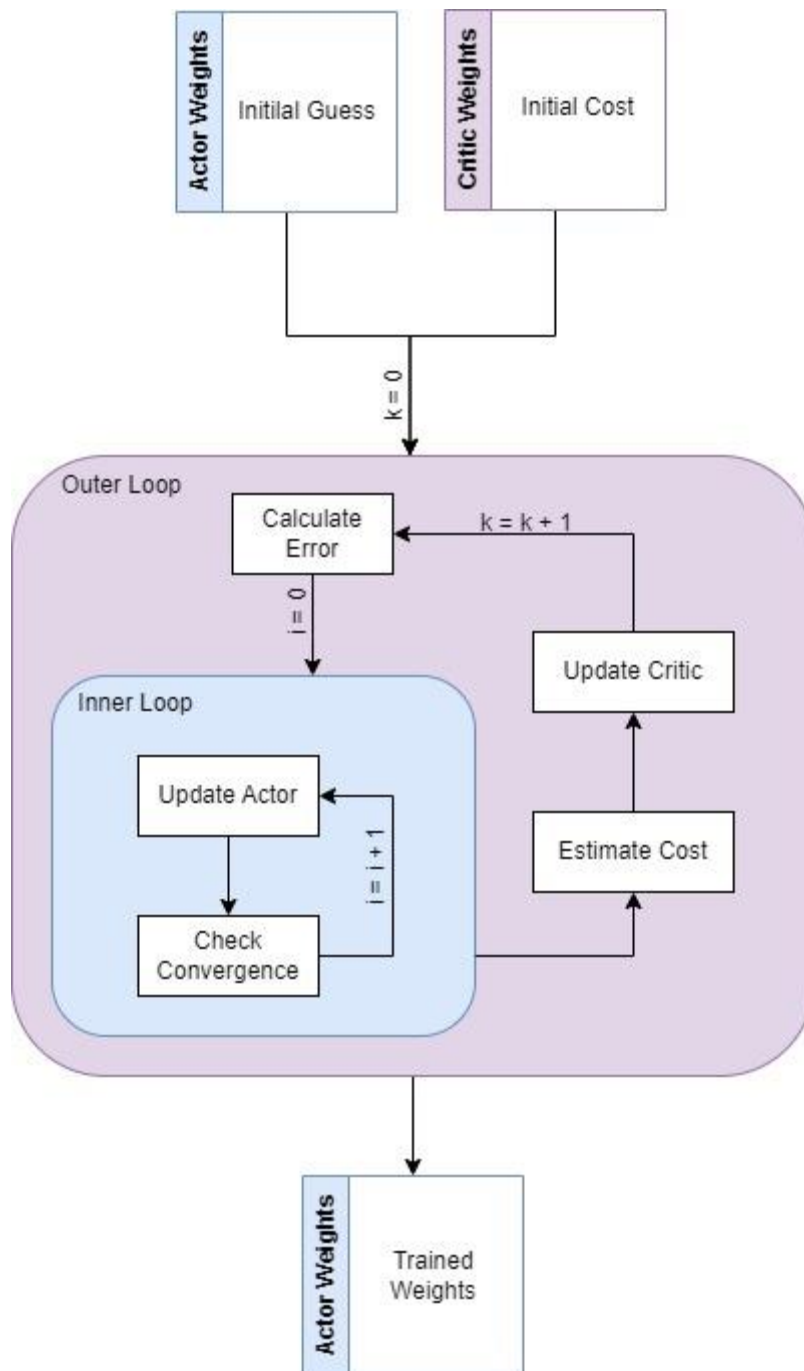 Actor Weights
Initilal Guess
Critic Weights
Initial Cost
k = 0
Outer Loop
Calculate
Error
k = k + 1
i = 0
Update Critic
Inner Loop
Update Actor
i = i + 1
Estimate Cost
Check
Convergence
Actor Weights
Trained
Weights